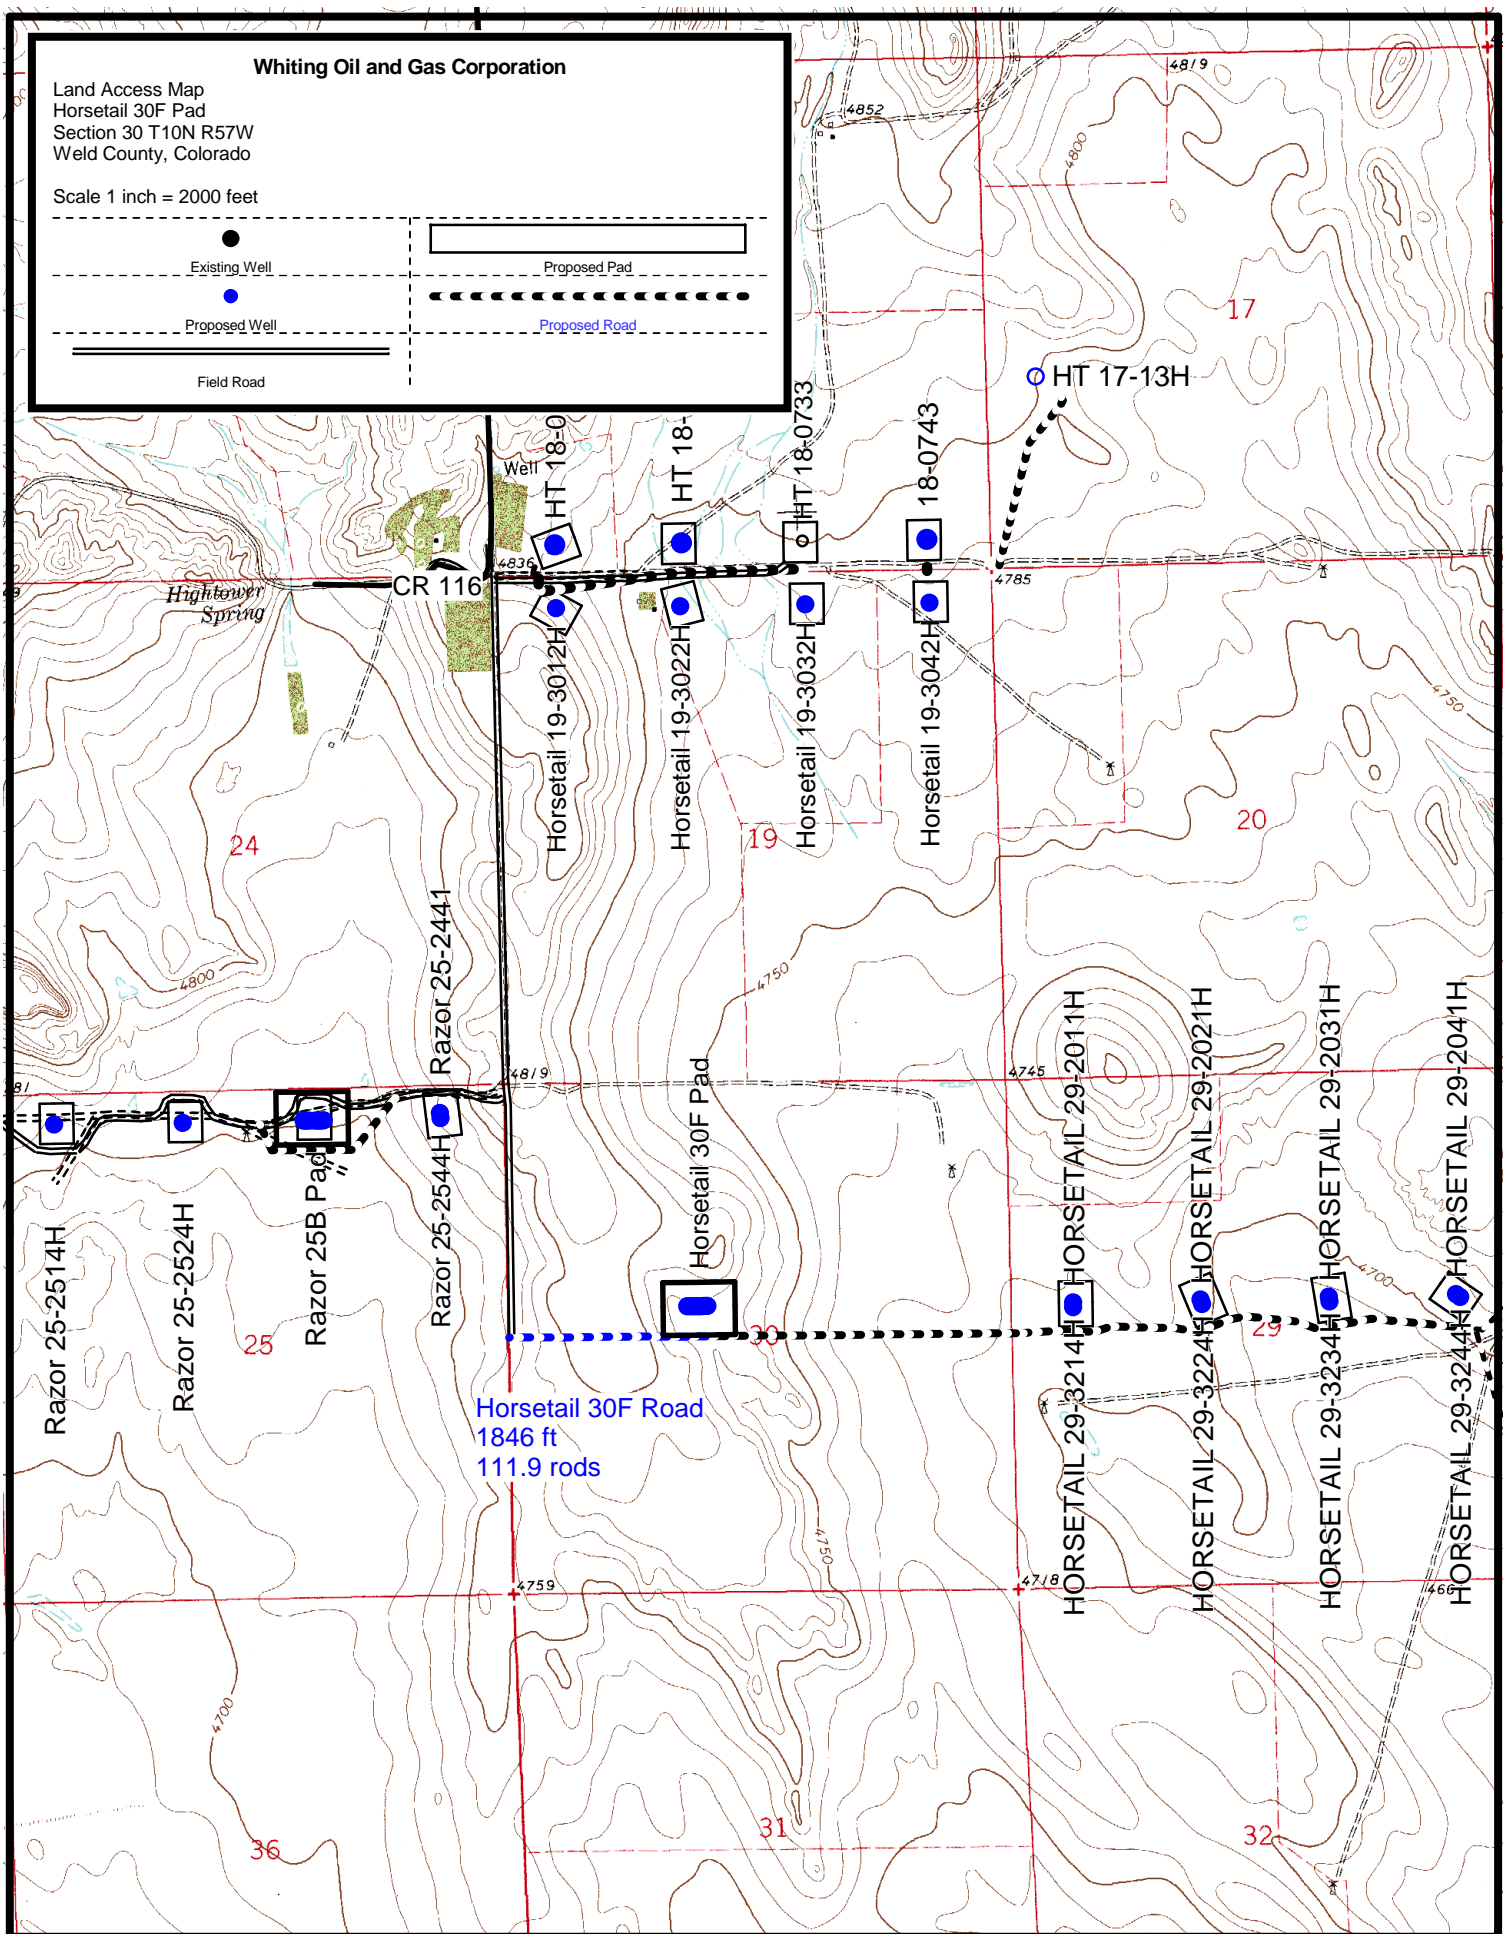 Whiting Oil and Gas Corporation
Land Access Map
Horsetail 30F Pad
Section 30 T10N R57W
Weld County, Colorado
Scale 1 inch = 2000 feet
Existing Well
Proposed Pad
Proposed Well
Proposed Road
Field Road
4819
4852
4800
17
HT 17-13H
HT 18-0
HT 18-
HT 18-0733
18-0743
Well
4836
CR 116
4785
Hightower
Spring
Horsetail 19-3012H
Horsetail 19-3022H
Horsetail 19-3032H
Horsetail 19-3042H
4750
24
19
20
4800
4750
Razor 25-2441
4819
4745
81
Horsetail 30F Pad
HORSETAIL 29-2011H
HORSETAIL 29-2021H
HORSETAIL 29-2031H
HORSETAIL 29-2041H
Razor 25-2514H
Razor 25-2524H
Razor 25B Pad
Razor 25-2544H
4700
25
30
29
Horsetail 30F Road
1846 ft
111.9 rods
HORSETAIL 29-3214H
HORSETAIL 29-3224H
HORSETAIL 29-3234H
HORSETAIL 29-3244H
4750
4759
4718
466
4700
36
31
32